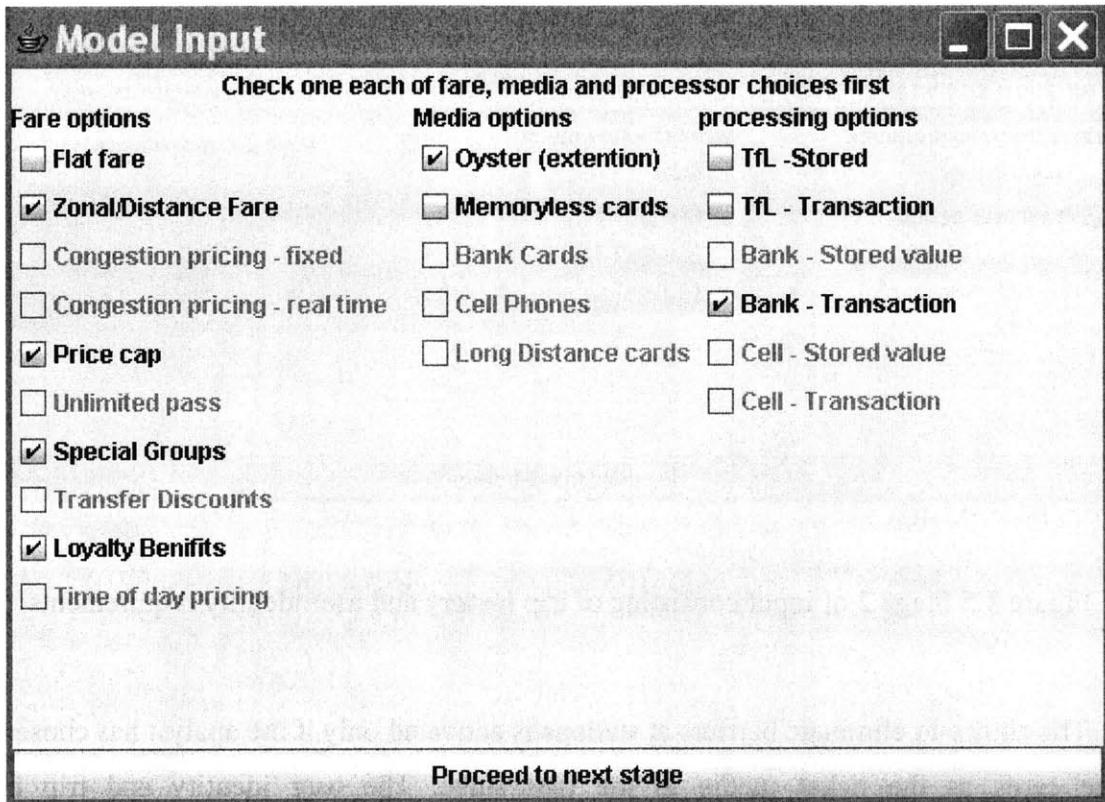 Model Input
Check one each of fare, media and processor choices first
Fare options
Flat fare
Zonal/Distance Fare
Congestion pricing - fixed
Congestion pricing - real time
Price cap
Unlimited pass
Special Groups
Transfer Discounts
Loyalty Benifits
Time of day pricing
Media options
Oyster (extention)
Memoryless cards
Bank Cards
Cell Phones
Long Distance cards
processing options
TfL -Stored
TfL - Transaction
Bank - Stored value
Bank - Transaction
Cell - Stored value
Cell - Transaction
Proceed to next stage